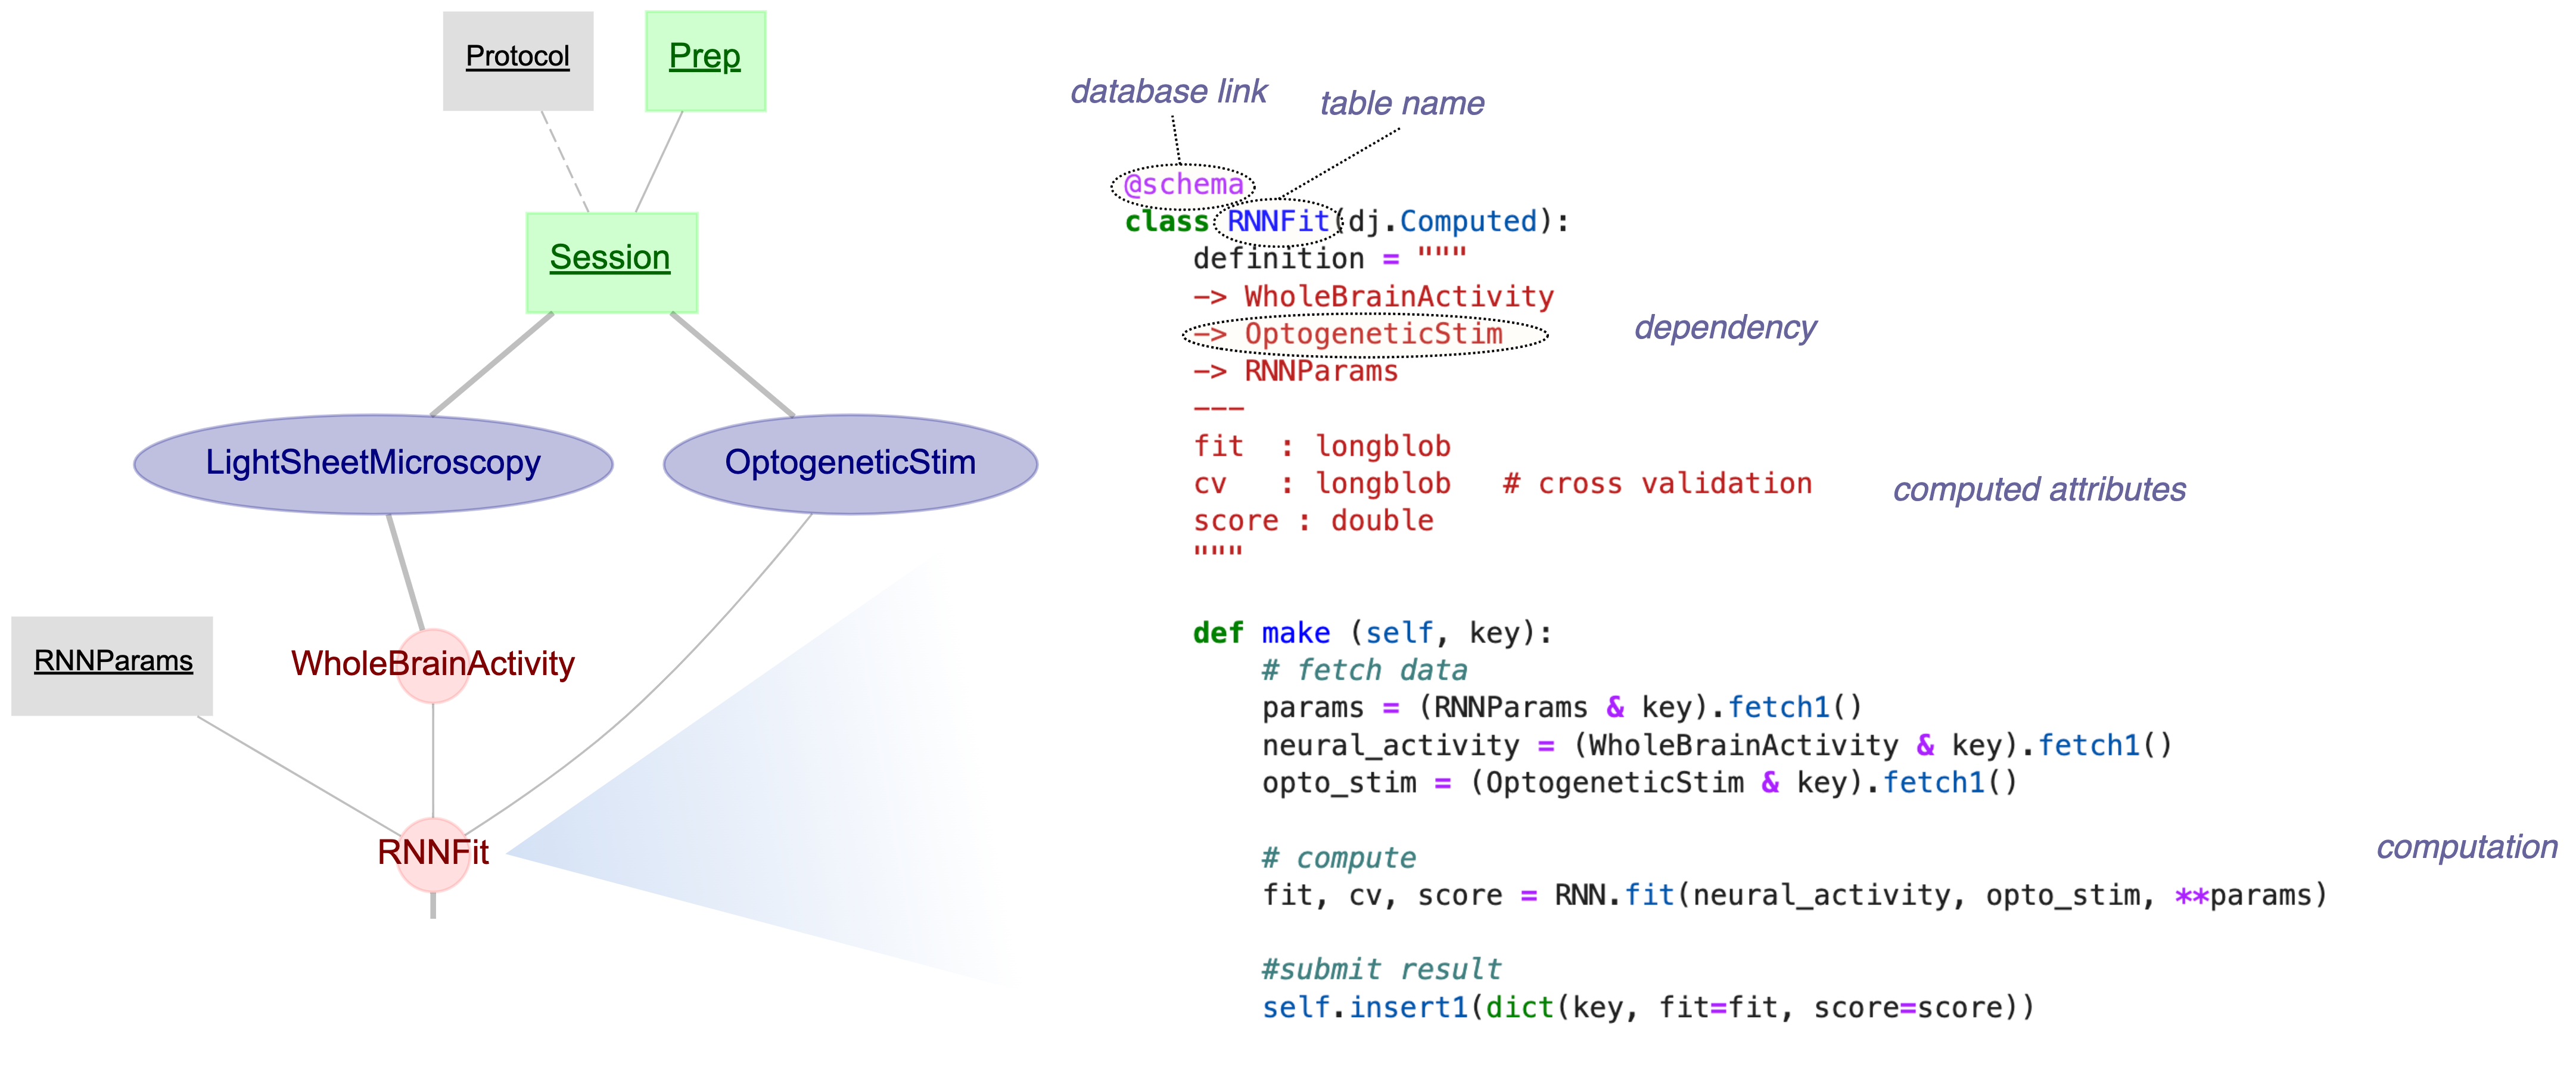 Protocol
Prep
Session
LightSheetMicroscopy
OptogeneticStim
RNNParams
WholeBrainActivity
RNNFit
database link
table name
@schema
class RNNFit(dj.Computed):
definition = """
-> WholeBrainActivity
-> OptogeneticStim
dependency
-> RNNParams
---
fit : longblob
cv : longblob # cross validation
computed attributes
score : double
"""
def make (self, key):
# fetch data
params = (RNNParams & key).fetch1()
neural_activity = (WholeBrainActivity & key).fetch1()
opto_stim = (OptogeneticStim & key).fetch1()
# compute
computation
fit, cv, score = RNN.fit(neural_activity, opto_stim, **params)
#submit result
self.insert1(dict(key, fit=fit, score=score))